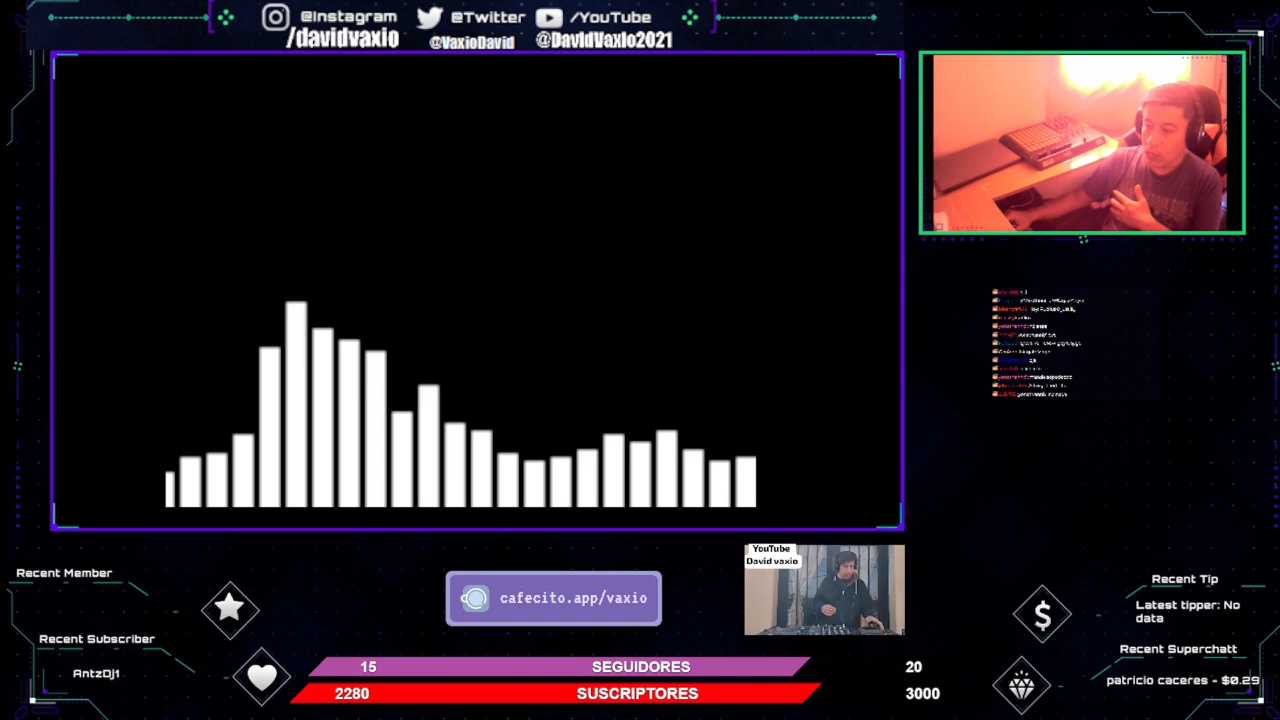 @Instagram
/davidvaxio
@Twitter
@VaxioDavid
/YouTube
@DavidVaxio2021
YouTube
David vaxio
Recent Member
Recent Subscriber
AntzDj1
cafecito.app/vaxio
15 SEGUIDORES 20
2280 SUSCRIPTORES 3000
Recent Tip
Latest tipper: No
data
Recent Superchatt
patricio caceres - $0.29